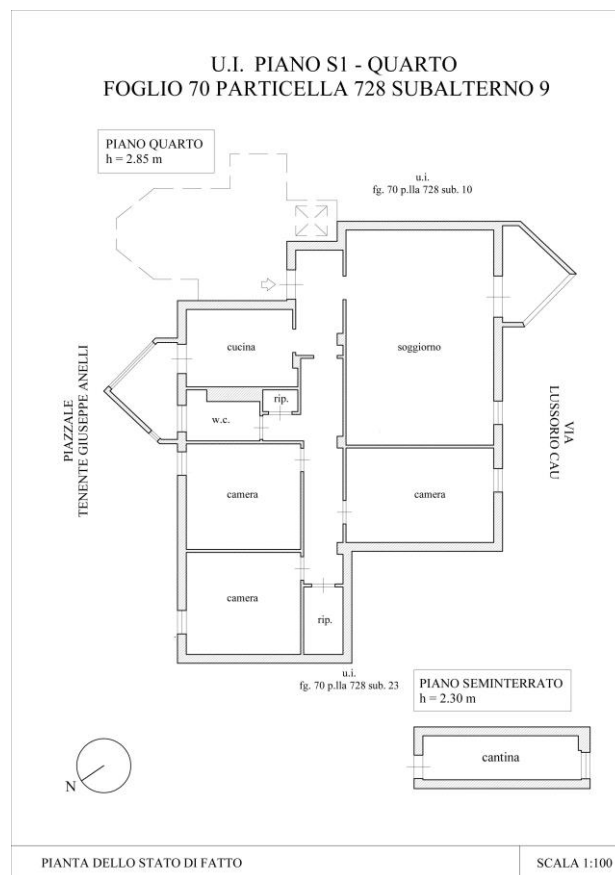 U.I. PIANO S1 - QUARTO
FOGLIO 70 PARTICELLA 728 SUBALTERNO 9
PIANO QUARTO
h = 2.85 m
u.i.
fg. 70 p.lla 728 sub. 10
cucina
soggiorno
rip.
w.c.
PIAZZALE
TENENTE GIUSEPPE ANELLI
VIA
LUSSORIO CAU
camera
camera
camera
rip.
u.i.
fg. 70 p.lla 728 sub. 23
PIANO SEMINTERRATO
h = 2.30 m
cantina
N
PIANTA DELLO STATO DI FATTO
SCALA 1:100